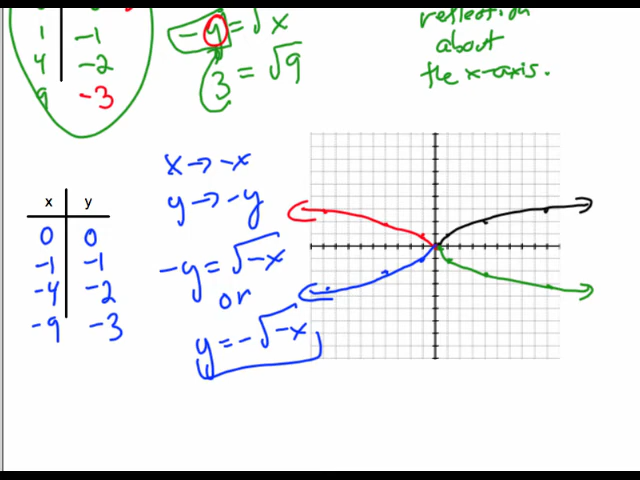 1 -1
4 -2
9 -3
-y = √x
3 = √9
reflection
about
the x-axis.
x → -x
y → -y
-y = √-x
or
y = -√-x
x y
0 0
-1 -1
-4 -2
-9 -3